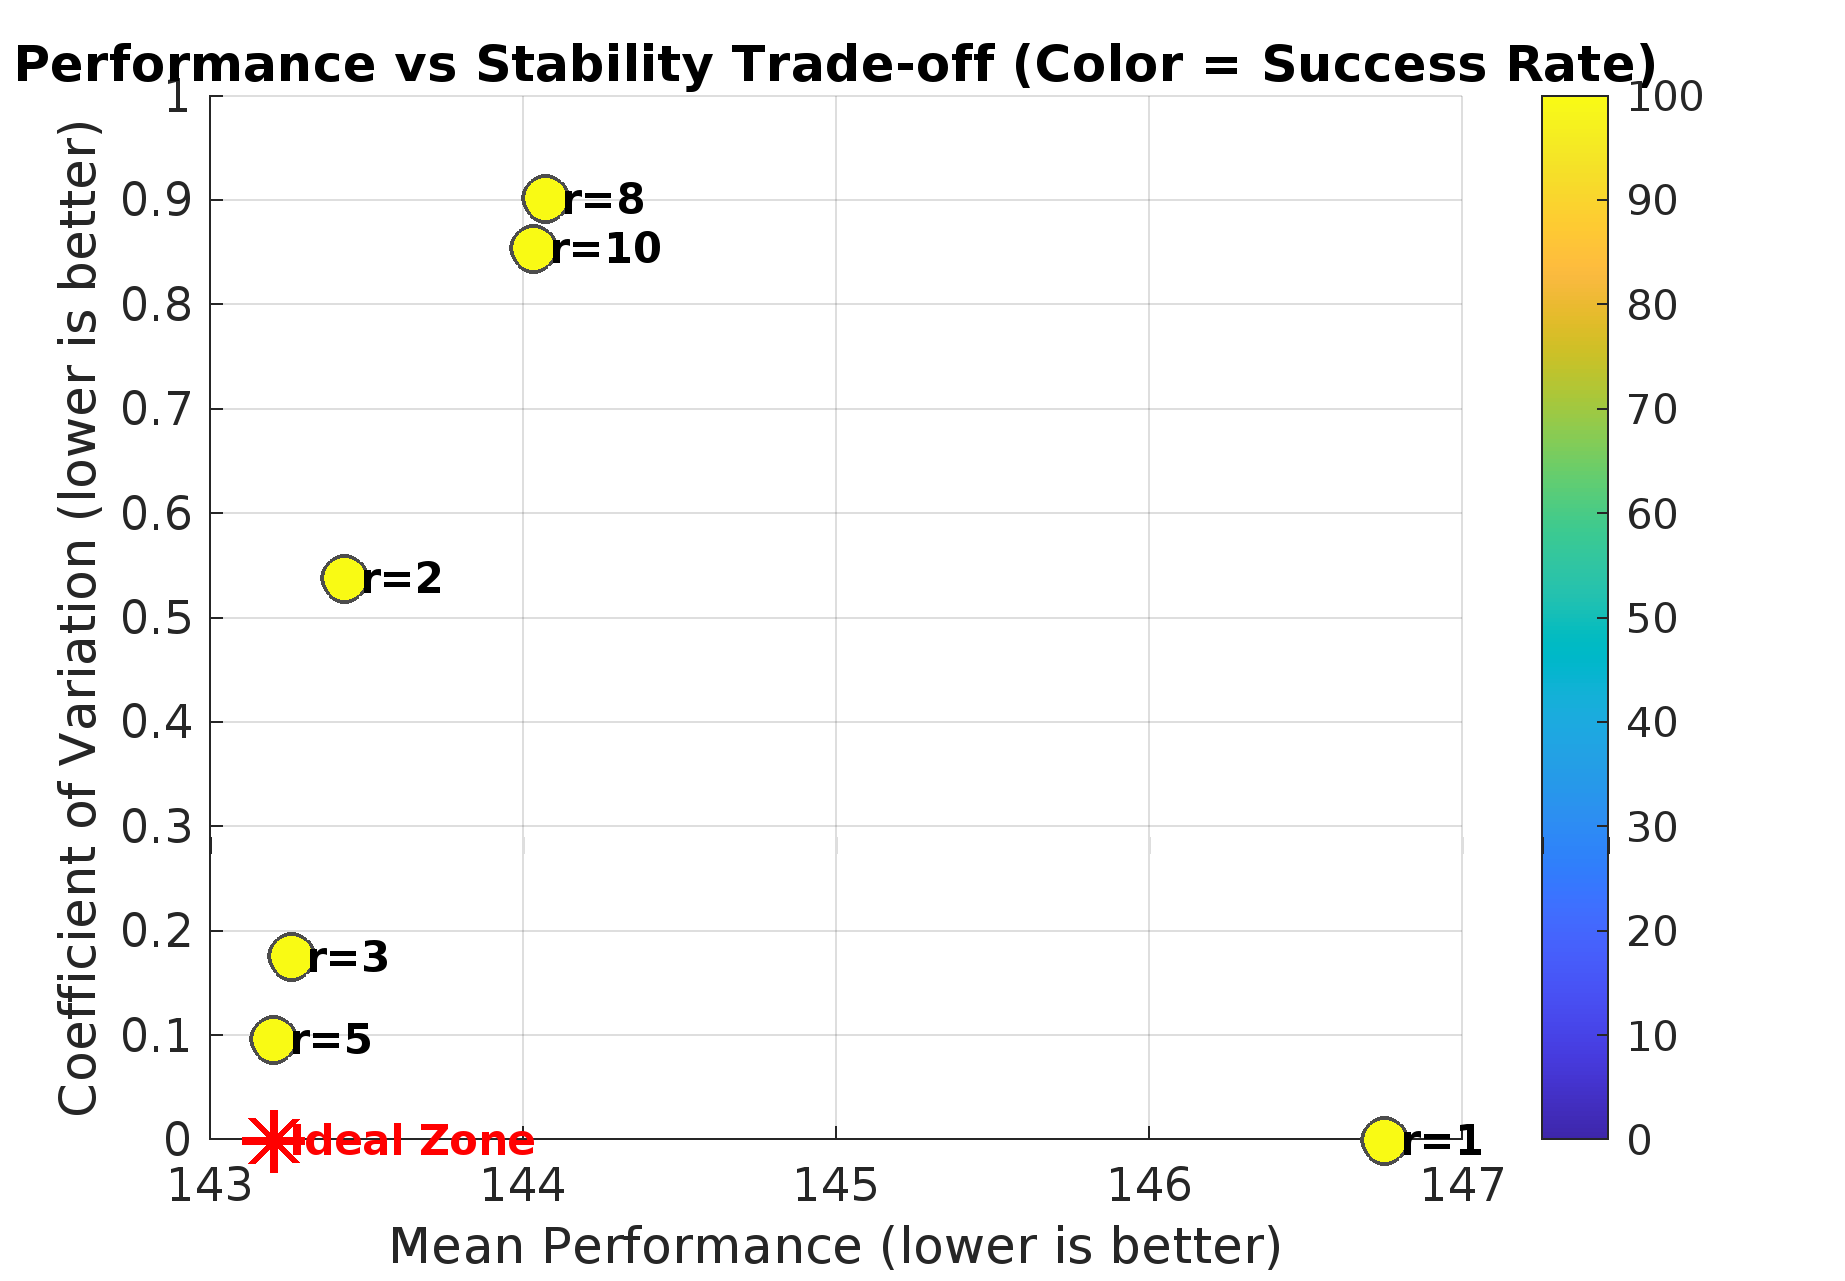 Performance vs Stability Trade-off (Color = Success Rate)
Coefficient of Variation (lower is better)
1
0.9
0.8
0.7
0.6
0.5
0.4
0.3
0.2
0.1
0
r=8
r=10
r=2
r=3
r=5
Ideal Zone
r=1
143
144
145
146
147
Mean Performance (lower is better)
100
90
80
70
60
50
40
30
20
10
0